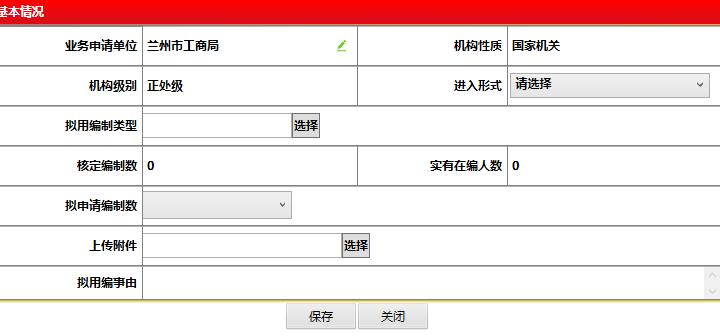 基本情况
业务申请单位 兰州市工商局 机构性质 国家机关
机构级别 正处级 进入形式 请选择
拟用编制类型 选择
核定编制数 0 实有在编人数 0
拟申请编制数
上传附件 选择
拟用编事由
保存 关闭